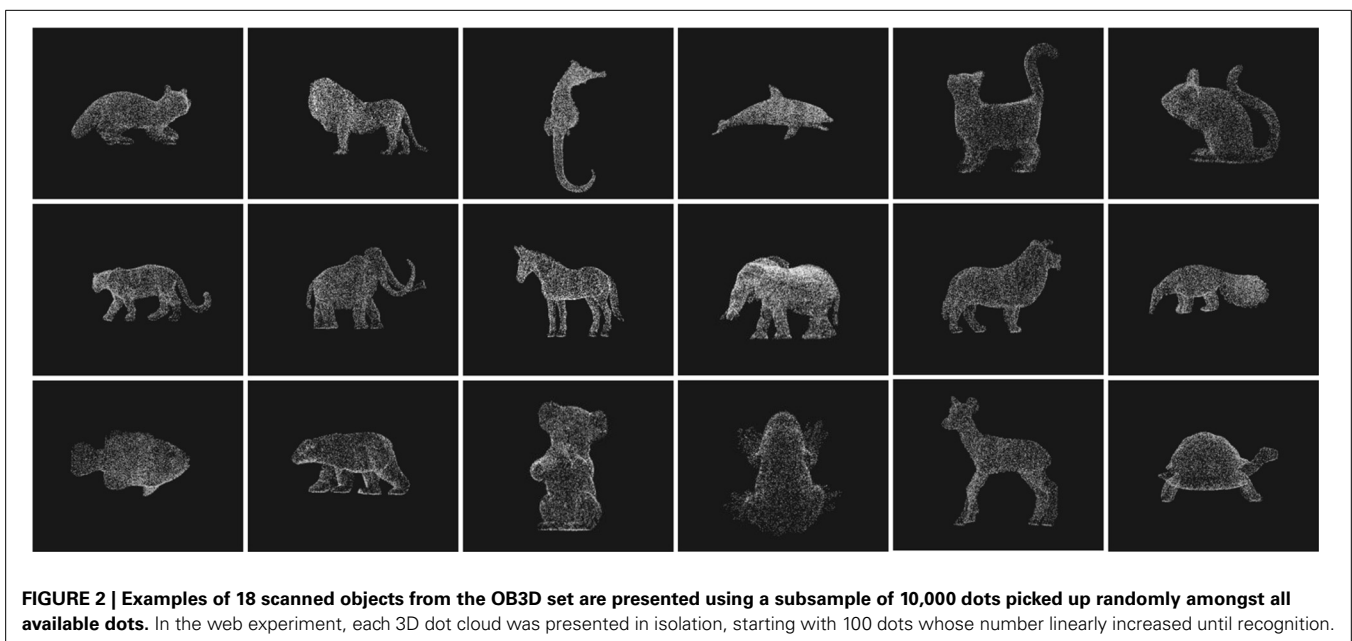 FIGURE 2 | Examples of 18 scanned objects from the OB3D set are presented using a subsample of 10,000 dots picked up randomly amongst all
available dots. In the web experiment, each 3D dot cloud was presented in isolation, starting with 100 dots whose number linearly increased until recognition.